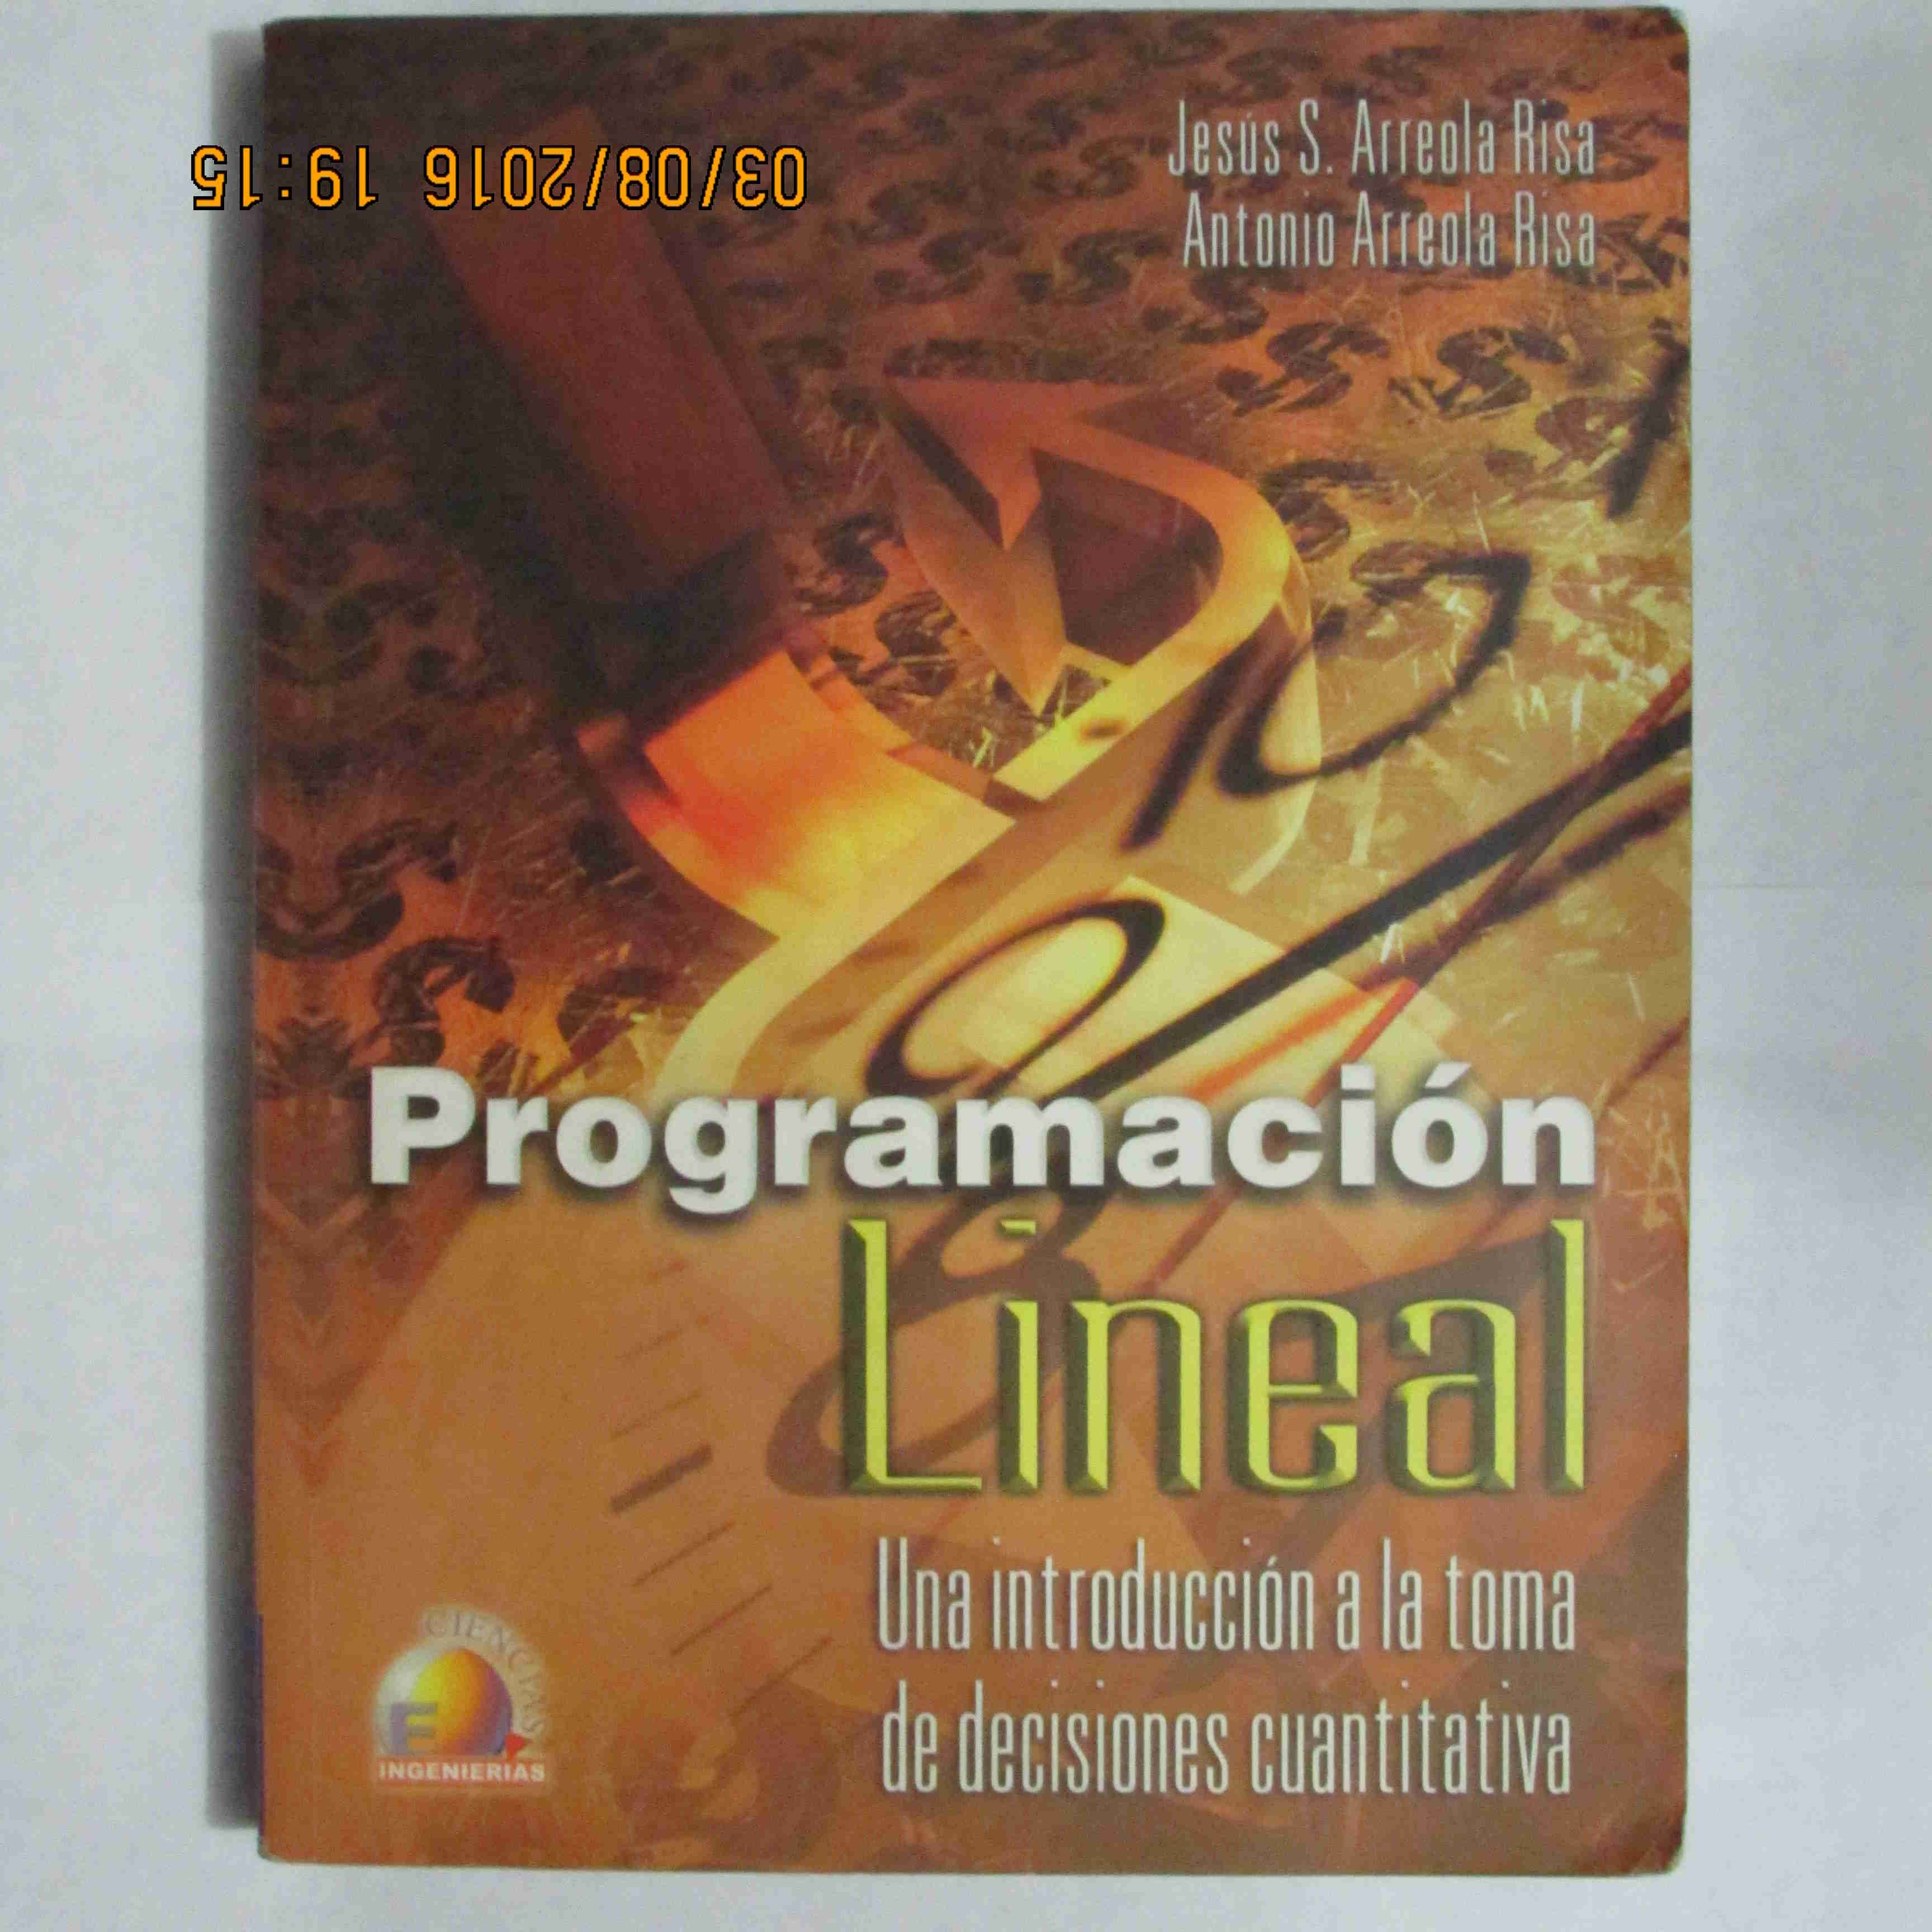 03/08/2016 19:15
Jesús S. Arreola Risa
Antonio Arreola Risa
Programación
Lineal
Una introducción a la toma
de decisiones cuantitativa
CIENCIAS
E
INGENIERIAS